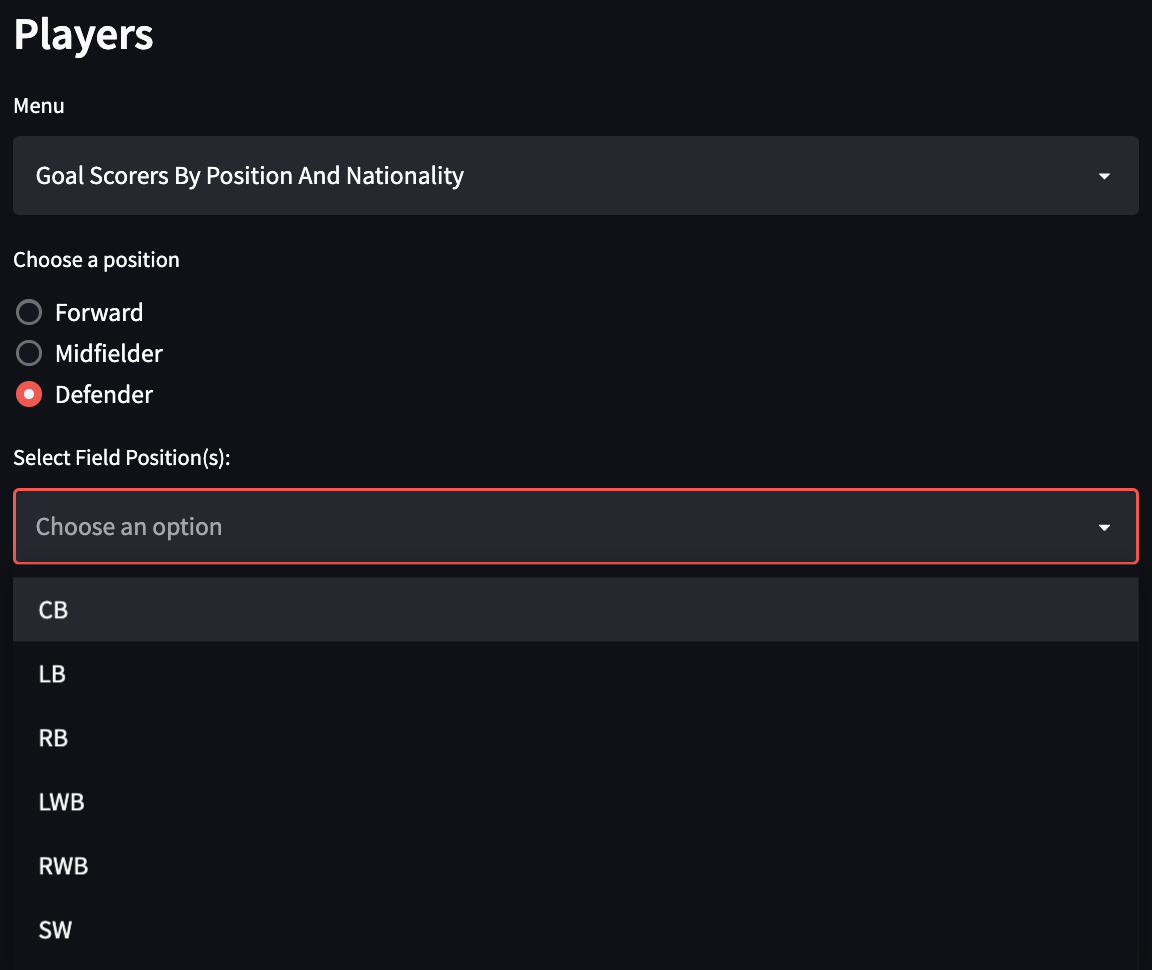 Players
Menu
Goal Scorers By Position And Nationality
Choose a position
Forward
Midfielder
Defender
Select Field Position(s):
Choose an option
CB
LB
RB
LWB
RWB
SW